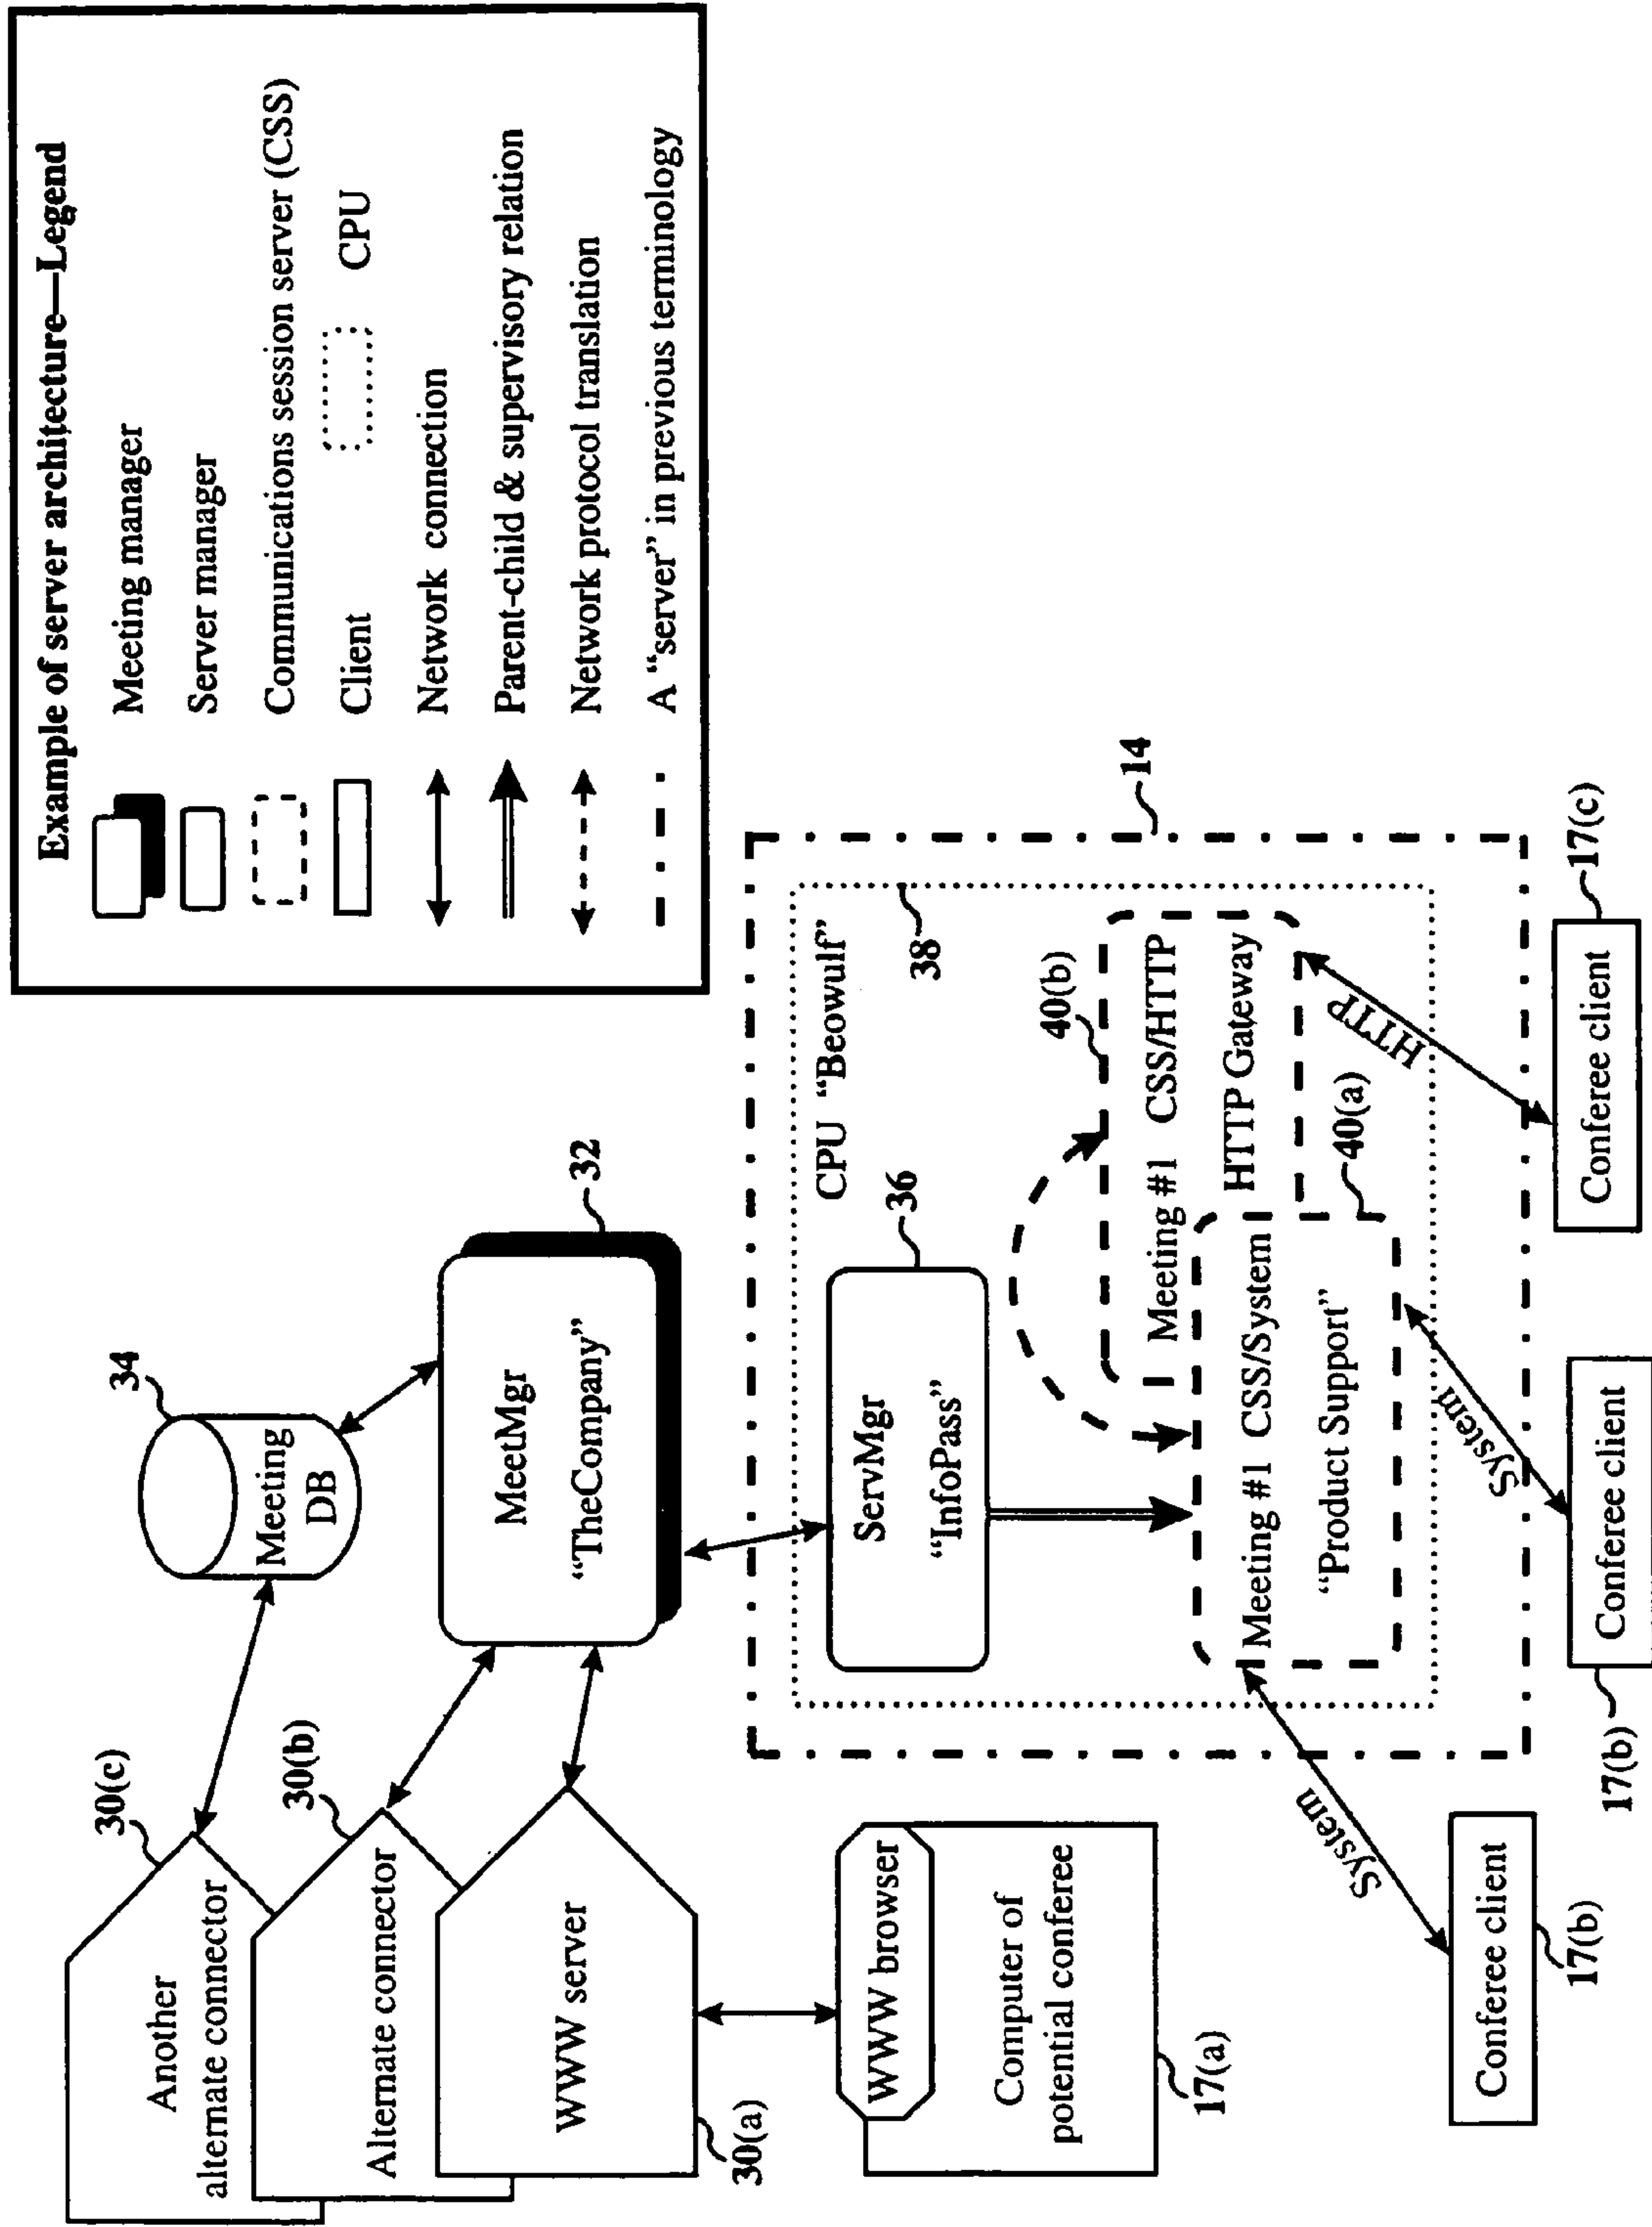 Example of server architecture—Legend
Meeting manager
Server manager
Communications session server (CSS)
Client
CPU
Network connection
Parent-child & supervisory relation
Network protocol translation
A “server” in previous terminology
30(c)
Another
alternate connector
30(b)
Alternate connector
WWW server
30(a)
34
Meeting
DB
MeetMgr
“TheCompany”
32
WWW browser
Computer of
potential conferee
17(a)
CPU “Beowulf”
38
14
ServMgr
“InfoPass”
36
40(b)
Meeting #1 CSS/HTTP
HTTP Gateway
Meeting #1 CSS/System
“Product Support”
40(a)
System
System
HTTP
Conferee client
17(b)
Conferee client
17(b)
Conferee client
17(c)